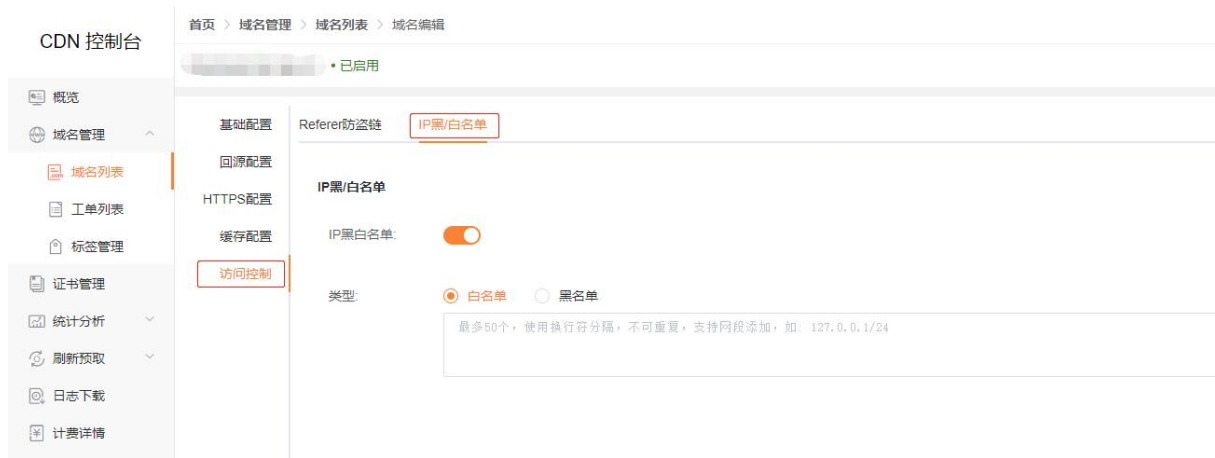 CDN 控制台
首页 > 域名管理 > 域名列表 > 域名编辑
• 已启用
概览
域名管理
域名列表
工单列表
标签管理
证书管理
统计分析
刷新预取
日志下载
计费详情
基础配置
回源配置
HTTPS配置
缓存配置
访问控制
Referer防盗链 IP黑/白名单
IP黑/白名单
IP黑白名单:
类型: 白名单 黑名单
最多50个，使用换行符分隔，不可重复，支持网段添加，如: 127.0.0.1/24